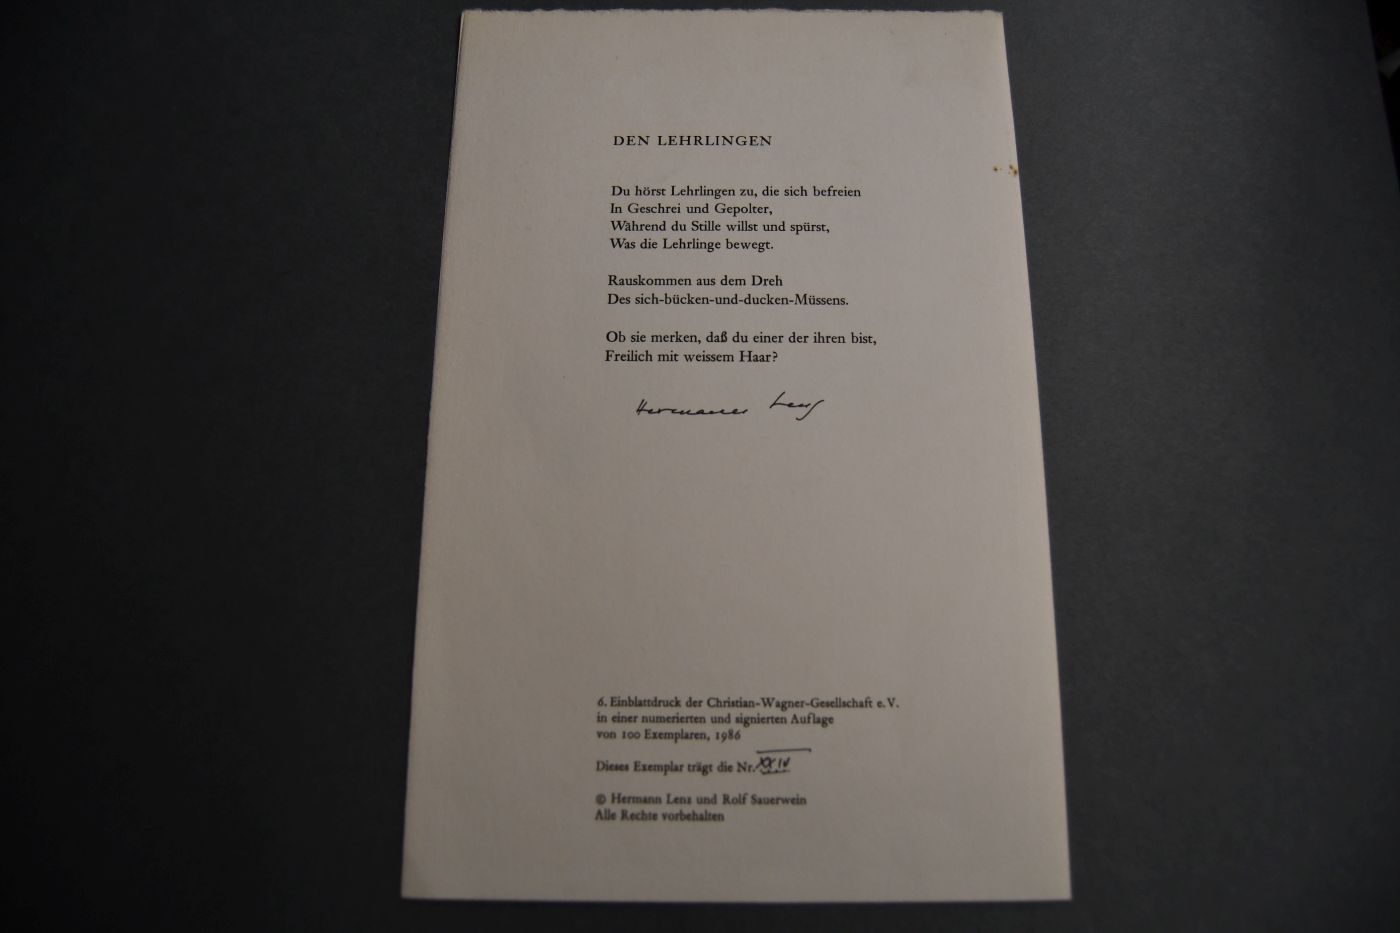 DEN LEHRLINGEN
Du hörst Lehrlingen zu, die sich befreien
In Geschrei und Gepolter,
Während du Stille willst und spürst,
Was die Lehrlinge bewegt.
Rauskommen aus dem Dreh
Des sich-bücken-und-ducken-Müssens.
Ob sie merken, daß du einer der ihren bist,
Freilich mit weissem Haar?
Hermann Lenz
6. Einblattdruck der Christian-Wagner-Gesellschaft e. V.
in einer numerierten und signierten Auflage
von 100 Exemplaren, 1986
Dieses Exemplar trägt die Nr. XXIV
© Hermann Lenz und Rolf Sauerwein
Alle Rechte vorbehalten